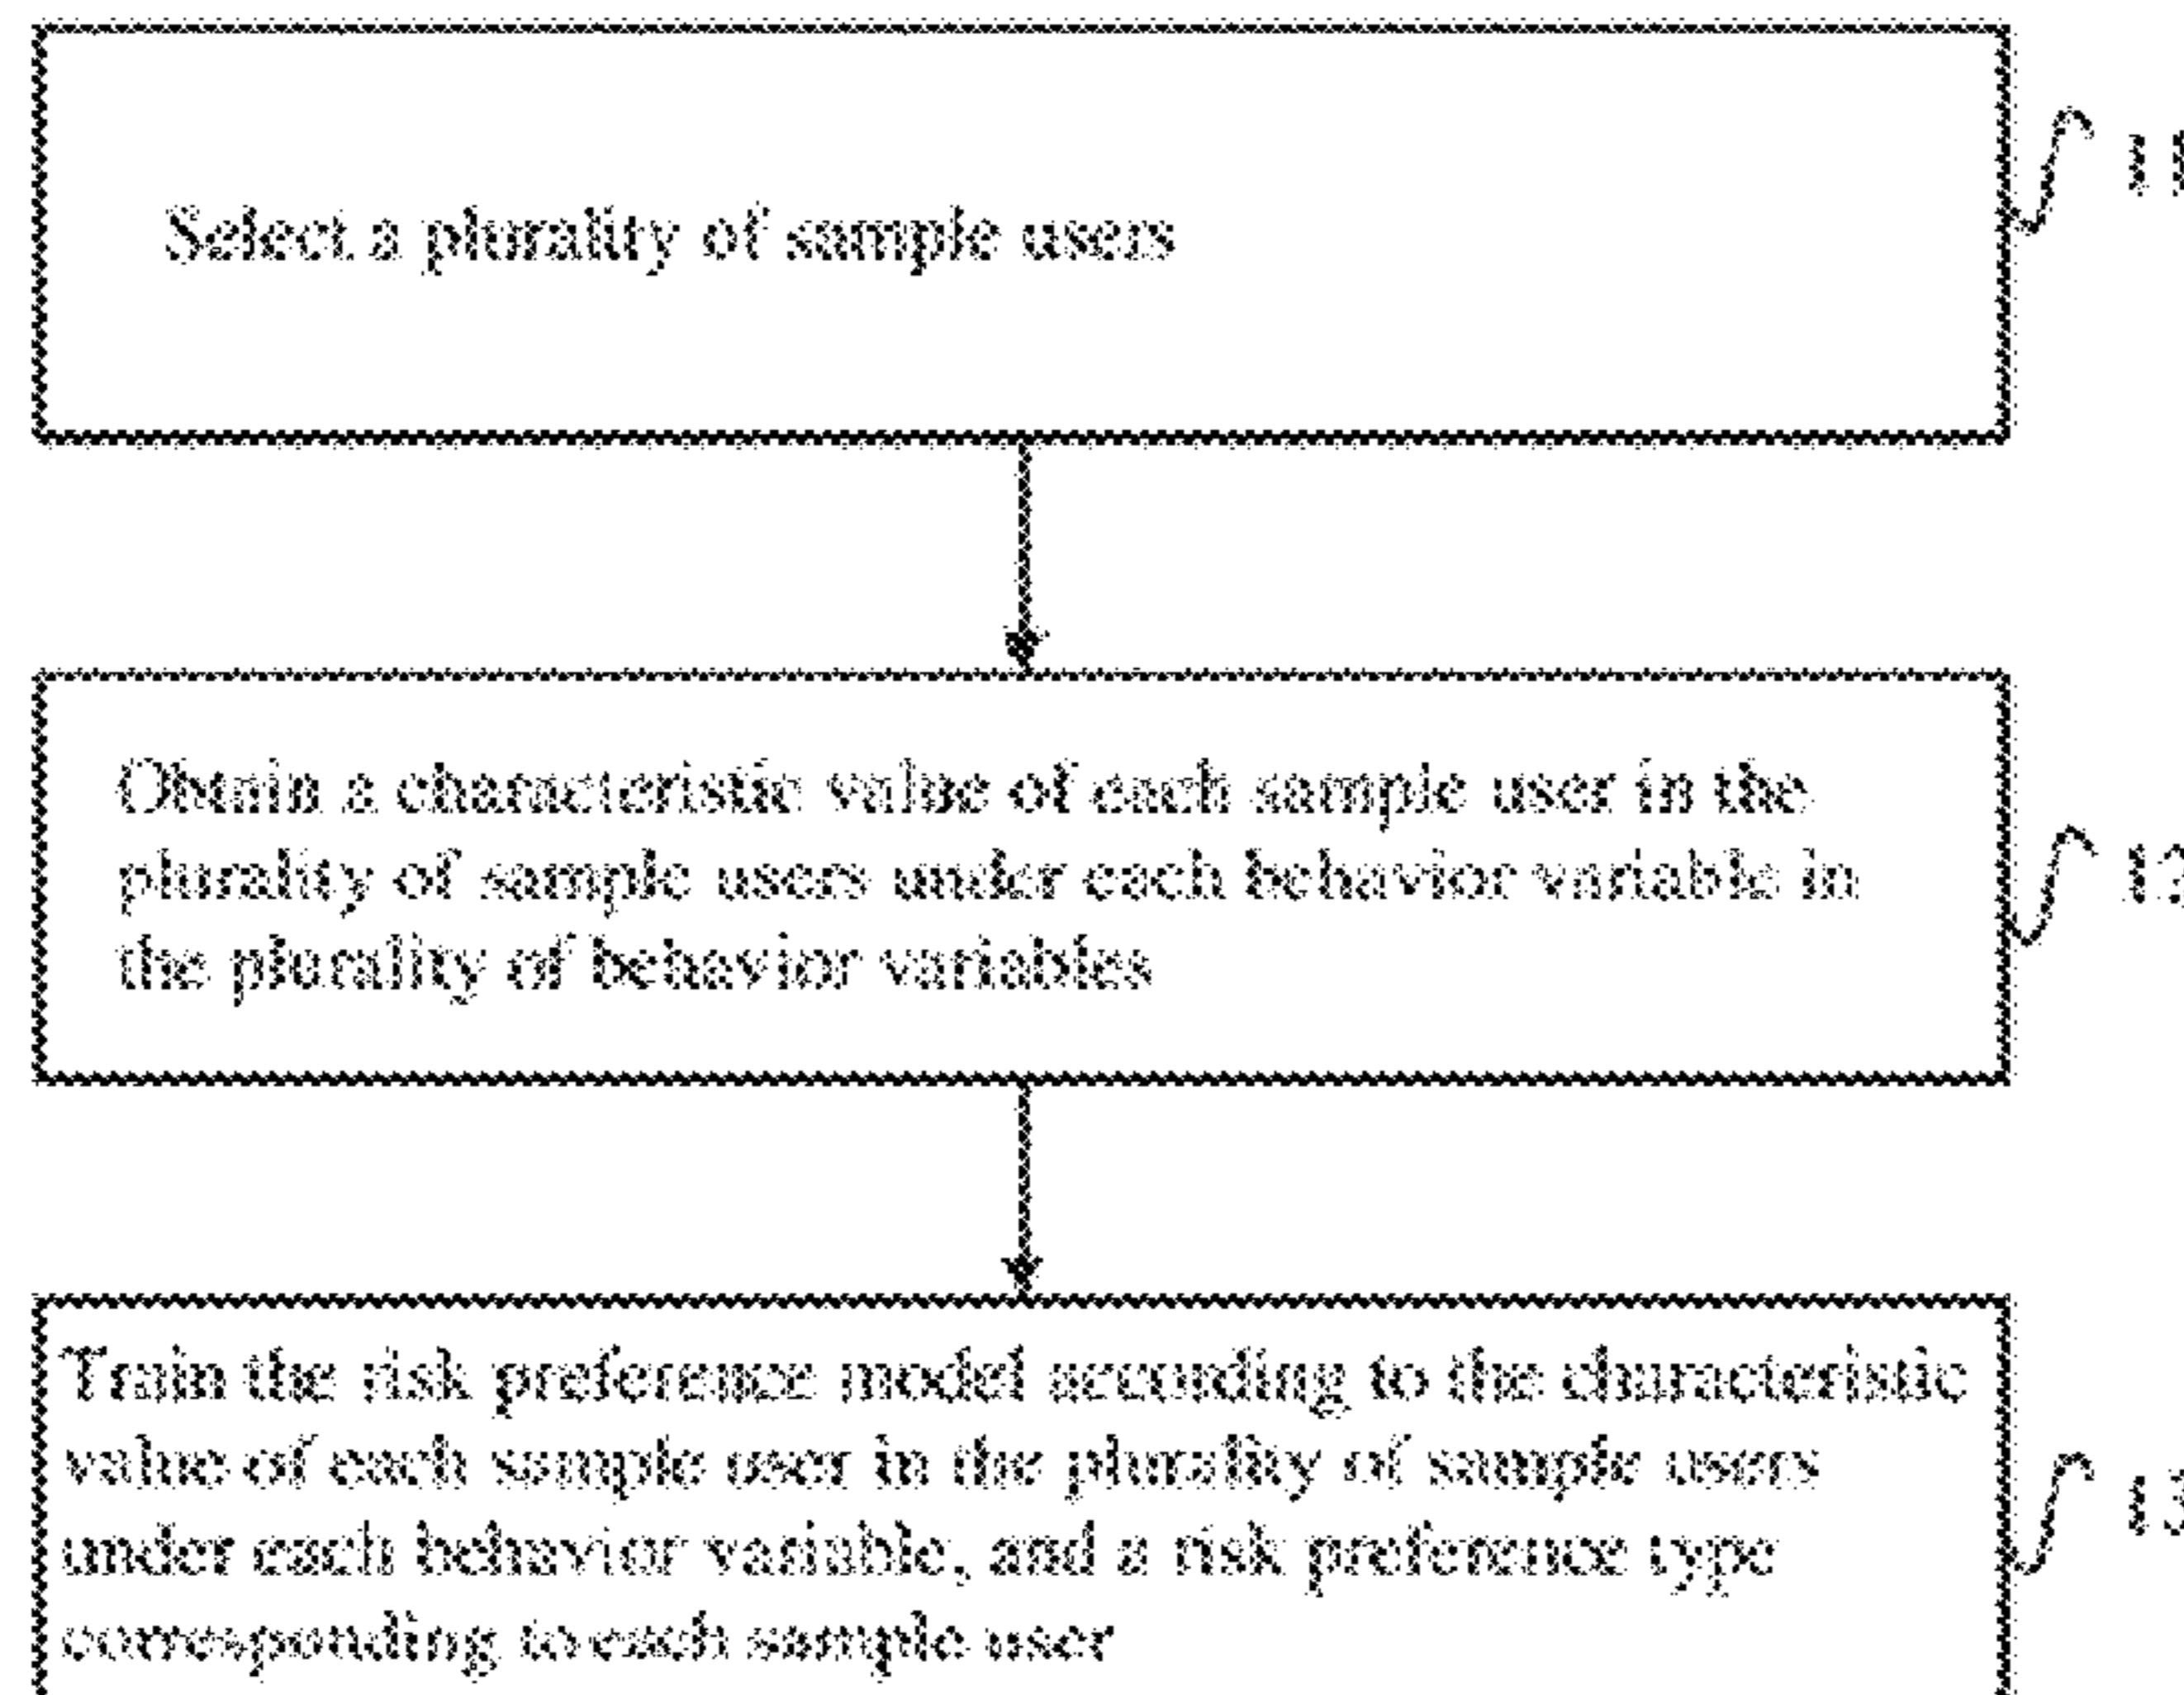 Select a plurality of sample users
Obtain a characteristic value of each sample user in the
plurality of sample users under each behavior variable in
the plurality of behavior variables
Train the risk preference model according to the characteristic
value of each sample user in the plurality of sample users
under each behavior variable, and a risk preference type
corresponding to each sample user